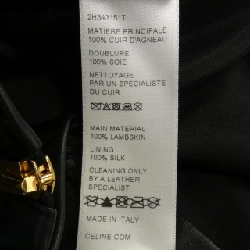 MATIERE PRINCIPALE
100% CUIR D'AGNEAU
DOUBLURE
100% SOIE
NETTOYAGE
PAR UN SPECIALISTE
DU CUIR
MAIN MATERIAL
100% LAMBSKIN
LINING
100% SILK
CLEANING ONLY
BY A LEATHER
SPECIALIST
MADE IN ITALY
CELINE.COM